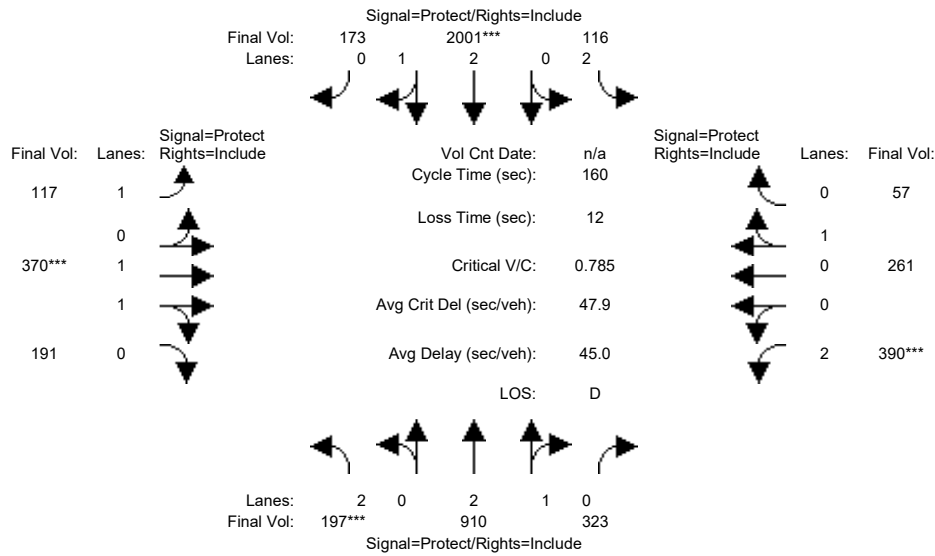 Signal=Protect/Rights=Include
Final Vol: 173 2001*** 116
Lanes: 0 1 2 0 2
Signal=Protect
Final Vol: Lanes: Rights=Include
Vol Cnt Date: n/a
Signal=Protect
Rights=Include Lanes: Final Vol:
Cycle Time (sec): 160
117 1
0 57
Loss Time (sec): 12
0
1
370*** 1
Critical V/C: 0.785
0 261
1
Avg Crit Del (sec/veh): 47.9
0
191 0
Avg Delay (sec/veh): 45.0
2 390***
LOS: D
Lanes: 2 0 2 1 0
Final Vol: 197*** 910 323
Signal=Protect/Rights=Include